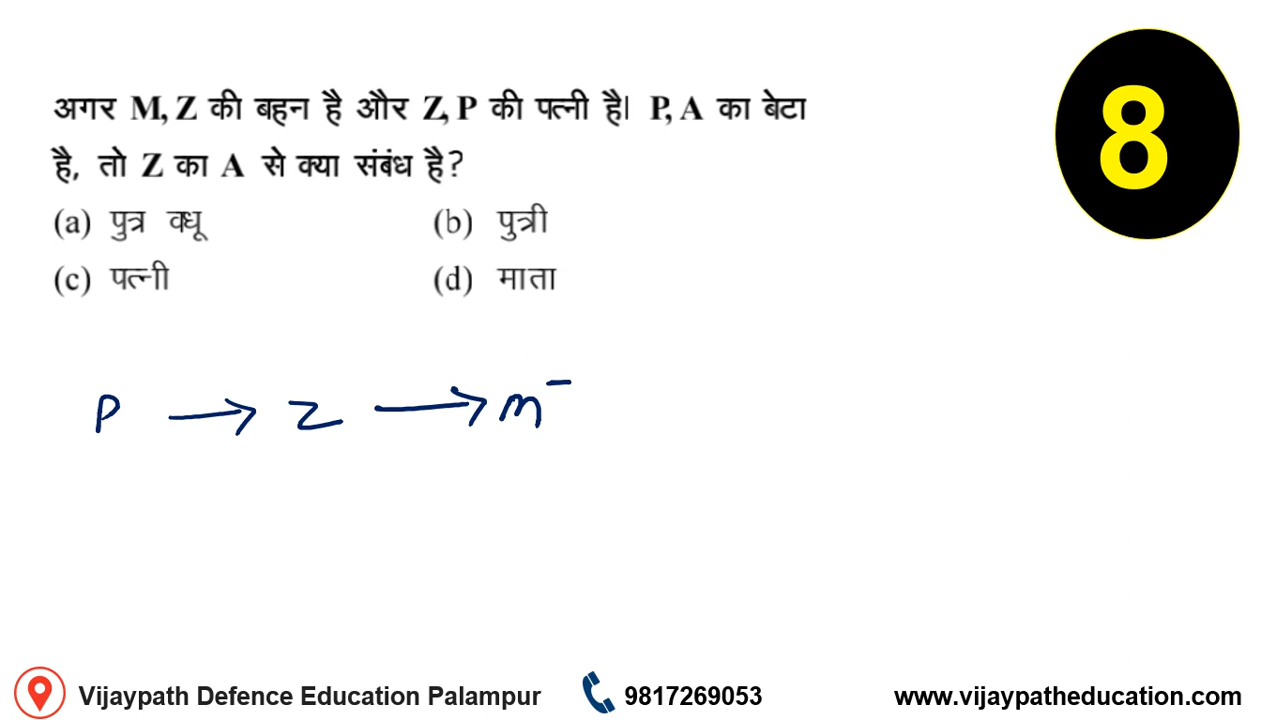 अगर M, Z की बहन है और Z, P की पत्नी है। P, A का बेटा
है, तो Z का A से क्या संबंध है?
(a) पुत्र वधू (b) पुत्री
(c) पत्नी (d) माता
8
P → Z → m⁻
Vijaypath Defence Education Palampur 9817269053 www.vijaypatheducation.com